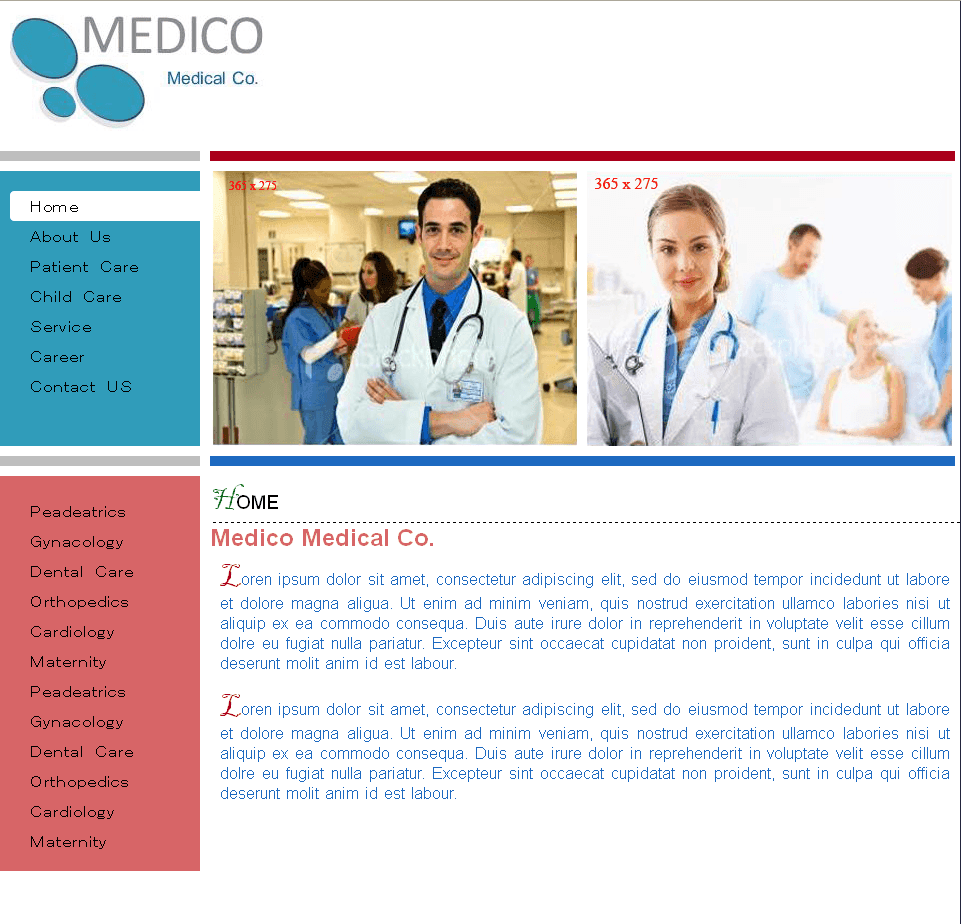 MEDICO
Medical Co.
Home
About Us
Patient Care
Child Care
Service
Career
Contact US
365 x 275
365 x 275
Peadeatrics
Gynacology
Dental Care
Orthopedics
Cardiology
Maternity
Peadeatrics
Gynacology
Dental Care
Orthopedics
Cardiology
Maternity
HOME
Medico Medical Co.
Loren ipsum dolor sit amet, consectetur adipiscing elit, sed do eiusmod tempor incidedunt ut labore
et dolore magna aligua. Ut enim ad minim veniam, quis nostrud exercitation ullamco labories nisi ut
aliquip ex ea commodo consequa. Duis aute irure dolor in reprehenderit in voluptate velit esse cillum
dolre eu fugiat nulla pariatur. Excepteur sint occaecat cupidatat non proident, sunt in culpa qui officia
deserunt molit anim id est labour.
Loren ipsum dolor sit amet, consectetur adipiscing elit, sed do eiusmod tempor incidedunt ut labore
et dolore magna aligua. Ut enim ad minim veniam, quis nostrud exercitation ullamco labories nisi ut
aliquip ex ea commodo consequa. Duis aute irure dolor in reprehenderit in voluptate velit esse cillum
dolre eu fugiat nulla pariatur. Excepteur sint occaecat cupidatat non proident, sunt in culpa qui officia
deserunt molit anim id est labour.